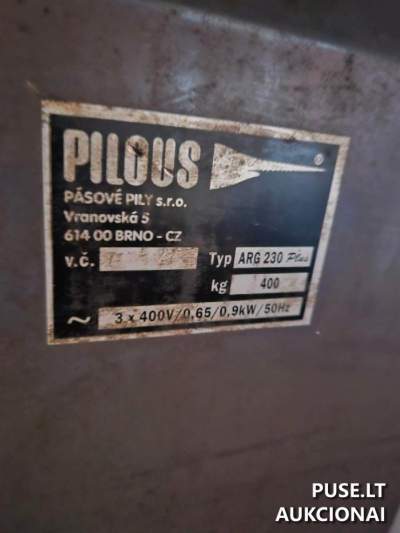 PILOUS ®
PÁSOVÉ PILY s.r.o.
Vranovská 5
614 00 BRNO - CZ
v.č. Typ ARG 230 Plus
kg 400
~ 3 x 400V/0,65/0,9kW/50Hz
PUSE.LT
AUKCIONAI